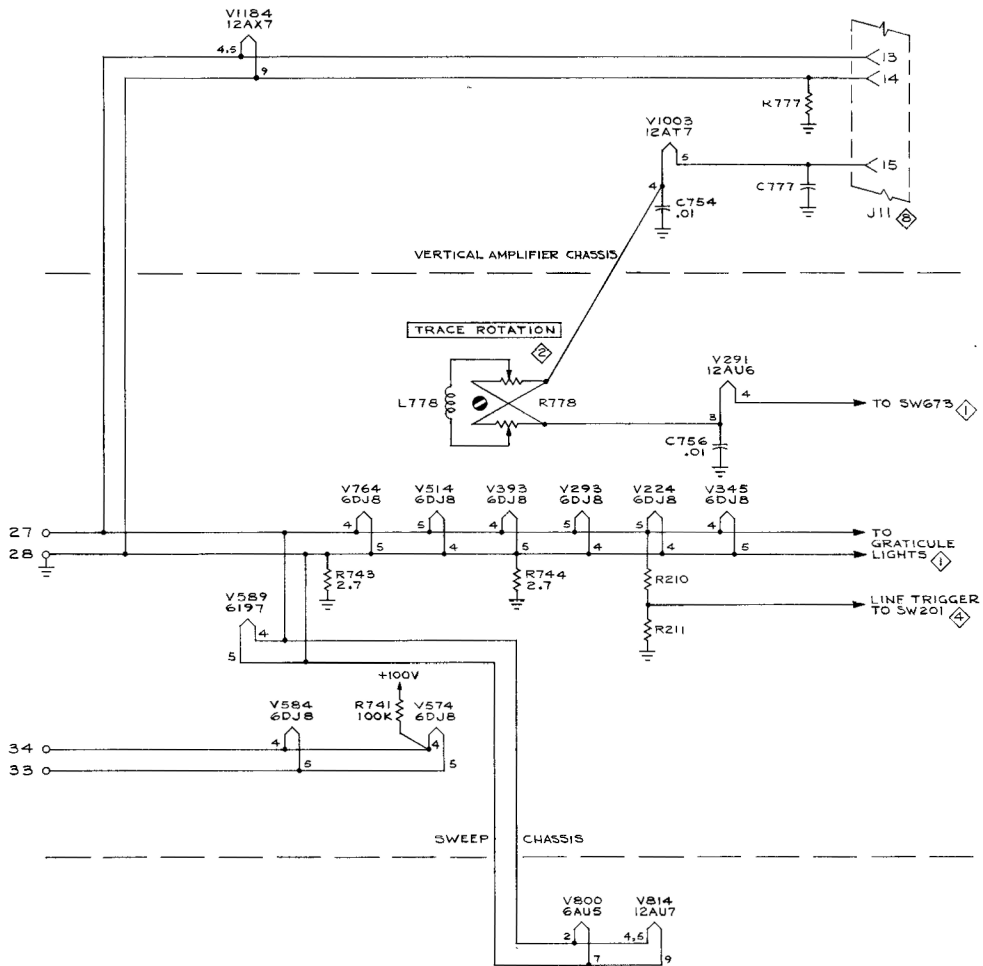 V1184
12AX7
4,5
9
13
14
R777
V1003
12AT7
5
15
4
C754
.01
C777
J11 8
VERTICAL AMPLIFIER CHASSIS
TRACE ROTATION
2
L778
R778
V291
12AU6
4
TO SW673 1
3
C756
.01
V764
6DJ8
V514
6DJ8
V393
6DJ8
V293
6DJ8
V224
6DJ8
V345
6DJ8
27
4
5
4
5
5
4
TO
GRATICULE
LIGHTS 1
28
5
4
5
4
4
5
R743
2.7
R744
2.7
R210
LINE TRIGGER
TO SW201 4
R211
V589
6197
4
5
+100V
V584
6DJ8
R741
100K
V574
6DJ8
34
4
4
33
5
5
SWEEP CHASSIS
V800
6AU5
V814
12AU7
2
4,5
7
9